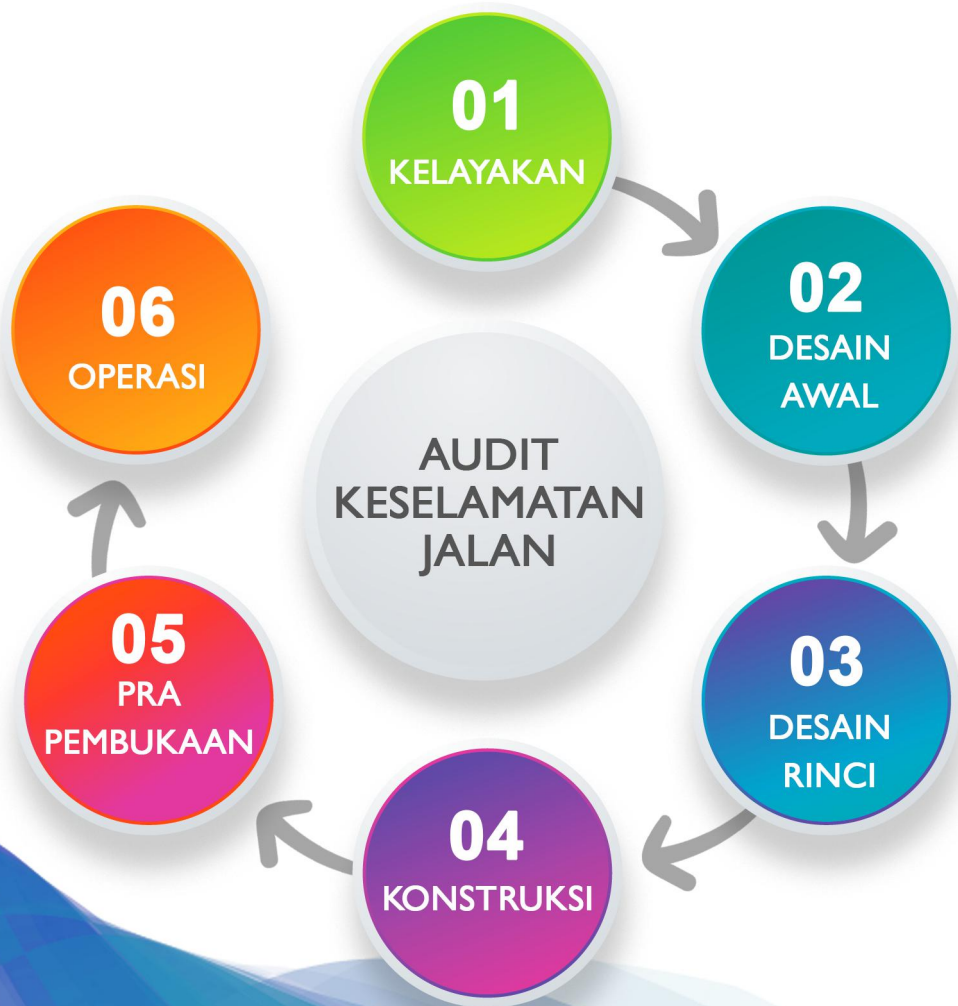 01
KELAYAKAN
02
DESAIN
AWAL
03
DESAIN
RINCI
04
KONSTRUKSI
05
PRA
PEMBUKAAN
06
OPERASI
AUDIT
KESELAMATAN
JALAN